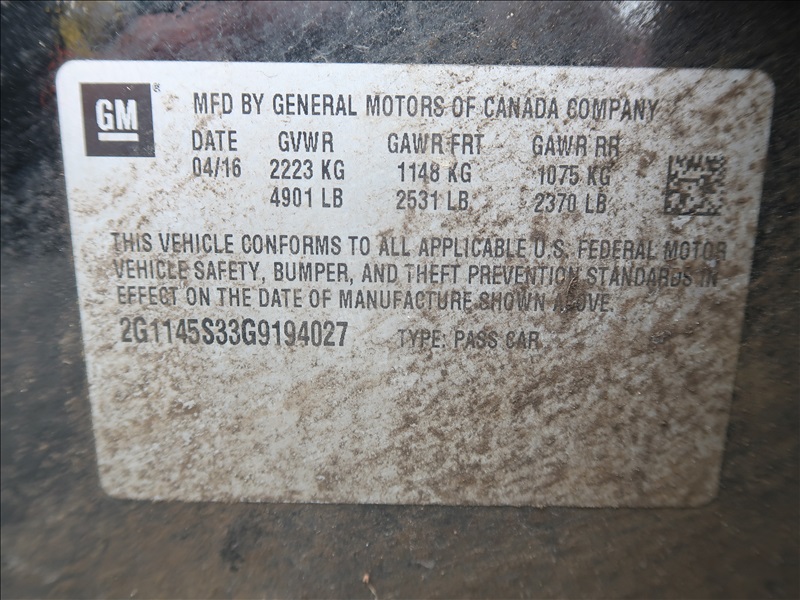 GM ®
MFD BY GENERAL MOTORS OF CANADA COMPANY
DATE GVWR GAWR FRT GAWR RR
04/16 2223 KG 1148 KG 1075 KG
4901 LB 2531 LB 2370 LB
THIS VEHICLE CONFORMS TO ALL APPLICABLE U.S. FEDERAL MOTOR
VEHICLE SAFETY, BUMPER, AND THEFT PREVENTION STANDARDS IN
EFFECT ON THE DATE OF MANUFACTURE SHOWN ABOVE.
2G1145S33G9194027 TYPE: PASS CAR